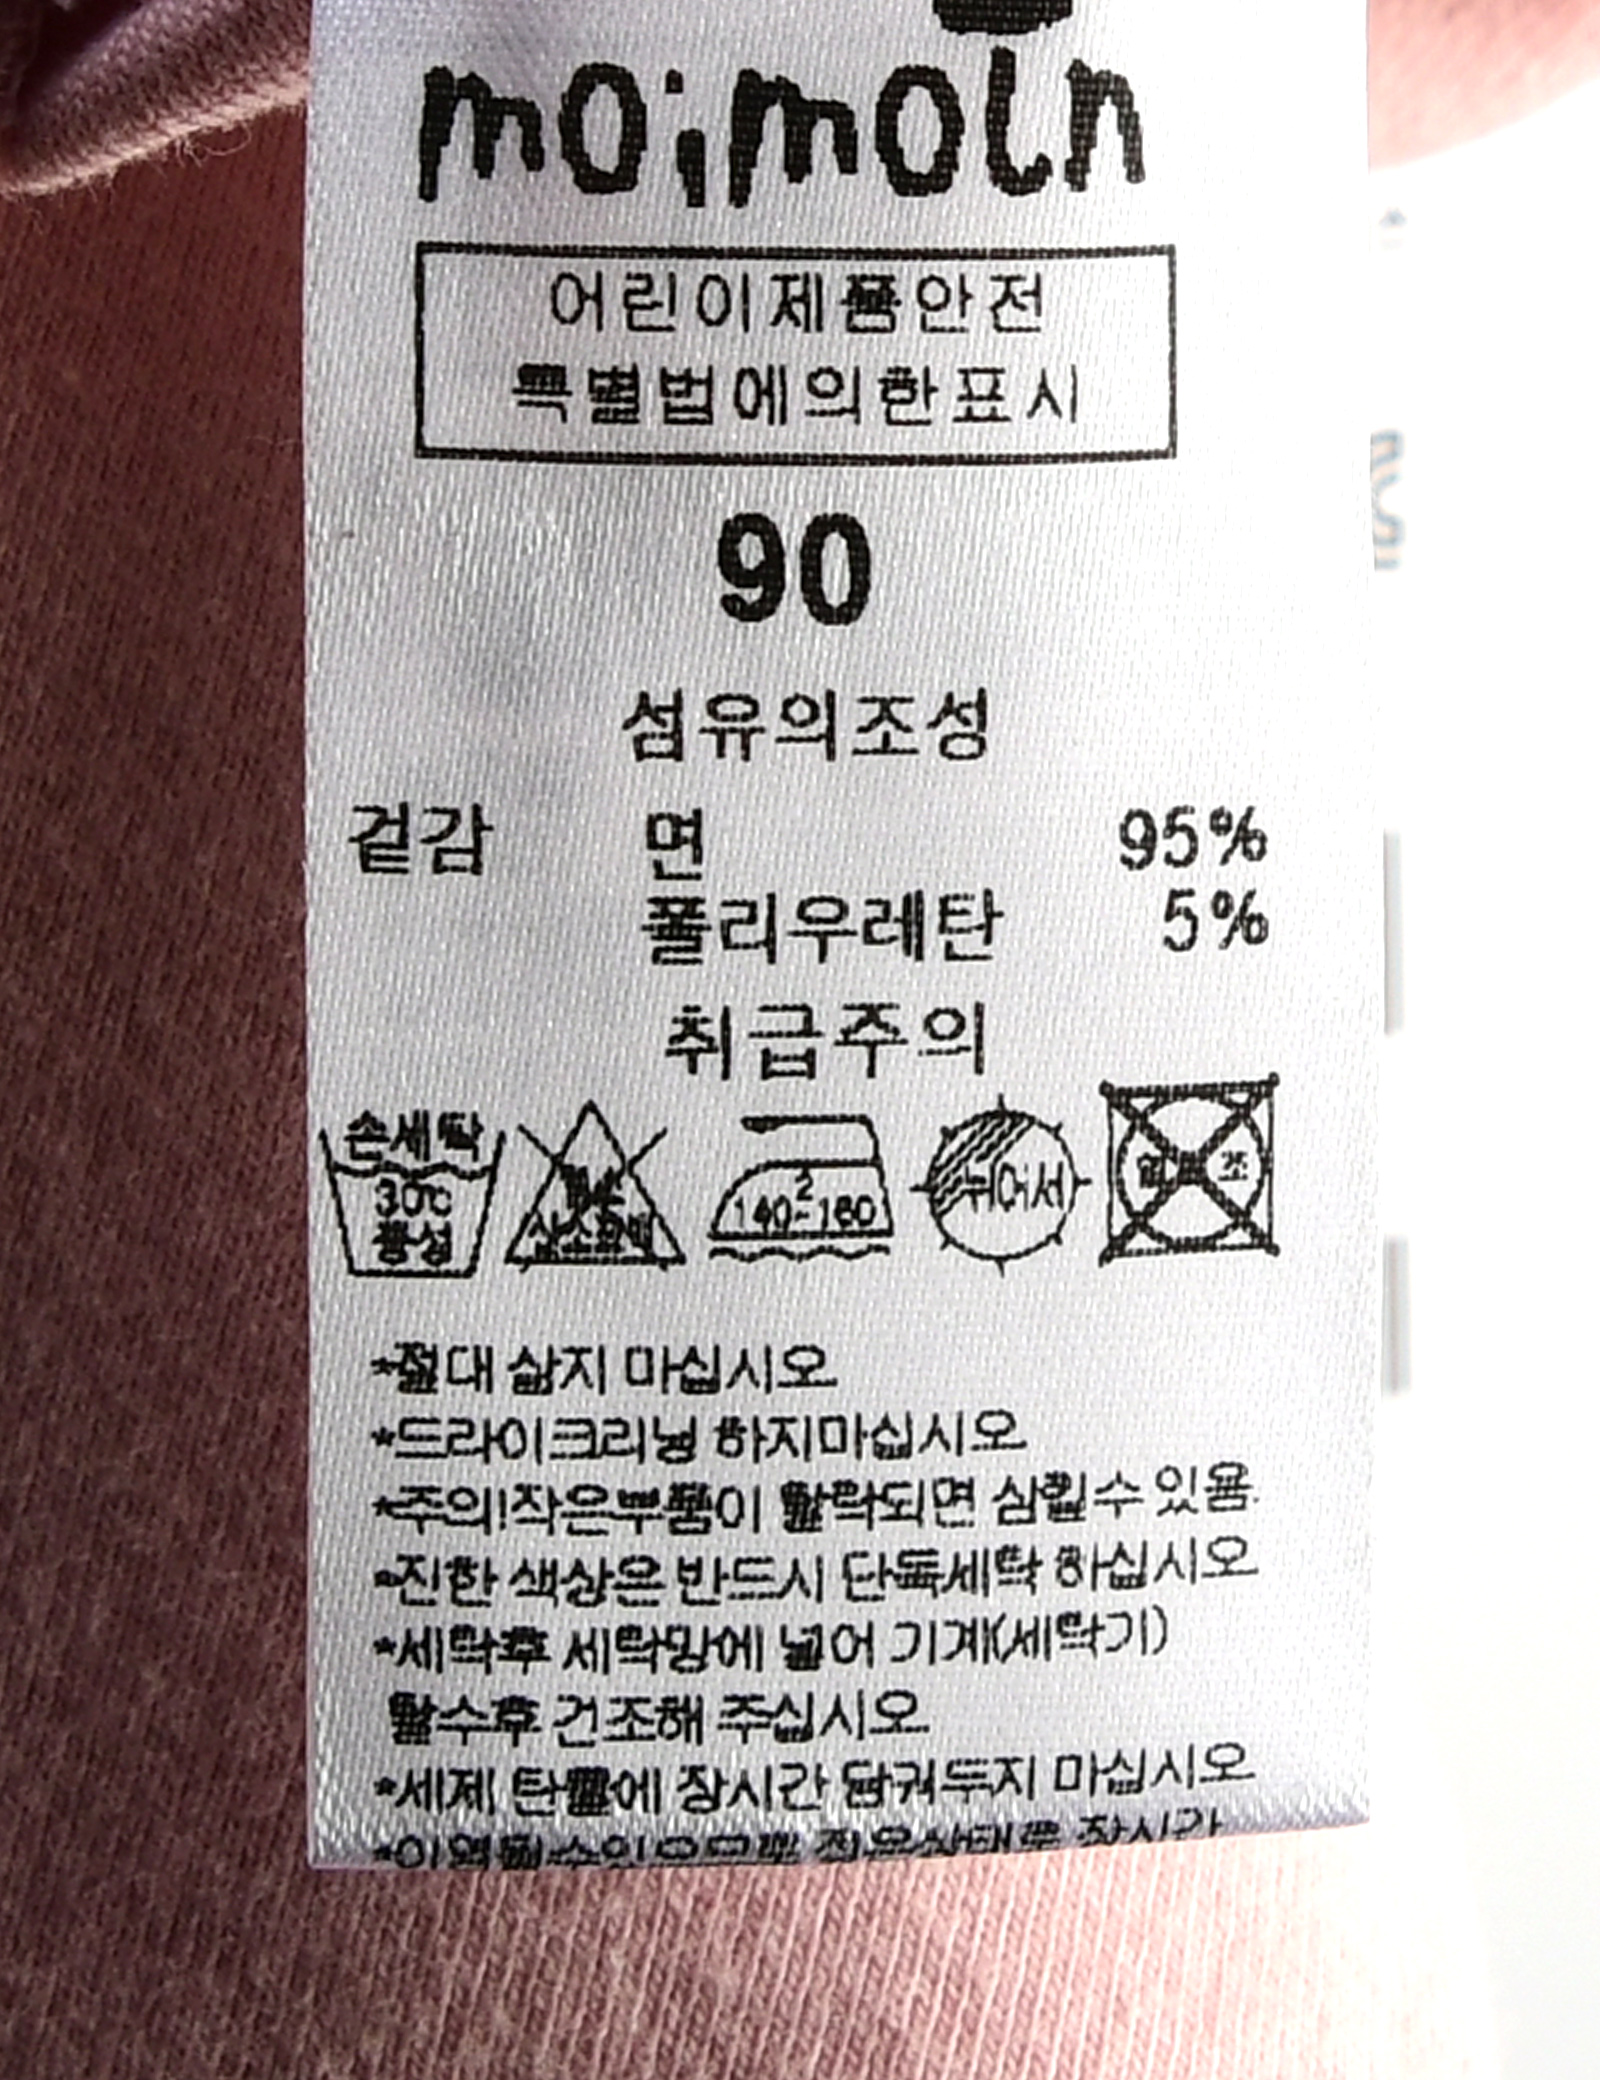 moimoln
어린이제품안전
특별법에의한표시
90
섬유의조성
겉감 면 95%
폴리우레탄 5%
취급주의
손세탁
30℃
중성
산소표백
2
140~160
뉘어서
조
*절대 삶지 마십시오
*드라이크리닝 하지마십시오
*주의!작은부품이 탈락되면 삼킬수 있음.
*진한 색상은 반드시 단독세탁 하십시오
*세탁후 세탁망에 넣어 기계(세탁기)
탈수후 건조해 주십시오
*세제 탄물에 장시간 담궈두지 마십시오